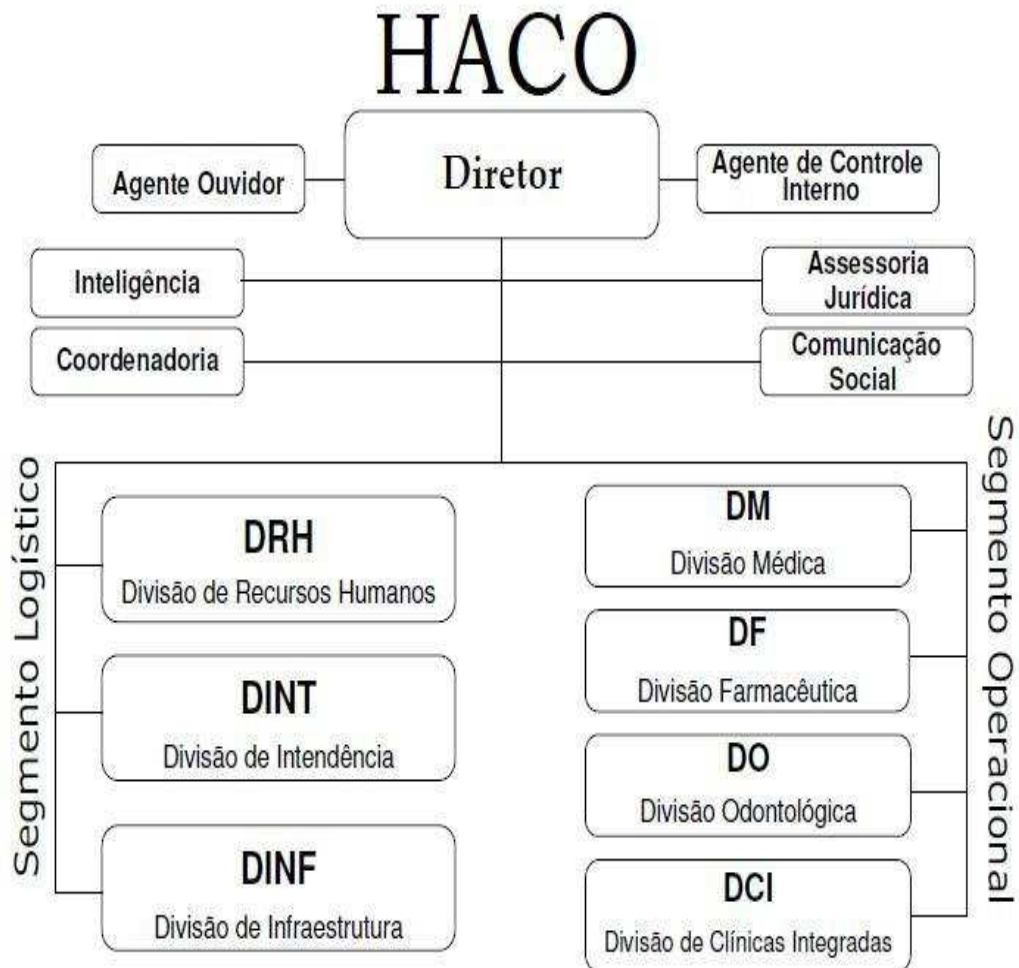 HACO
Agente Ouvidor
Diretor
Agente de Controle
Interno
Inteligência
Assessoria
Jurídica
Coordenadoria
Comunicação
Social
Segmento Logístico
DRH
Divisão de Recursos Humanos
DINT
Divisão de Intendência
DINF
Divisão de Infraestrutura
DM
Divisão Médica
DF
Divisão Farmacêutica
DO
Divisão Odontológica
DCI
Divisão de Clínicas Integradas
Segmento Operacional